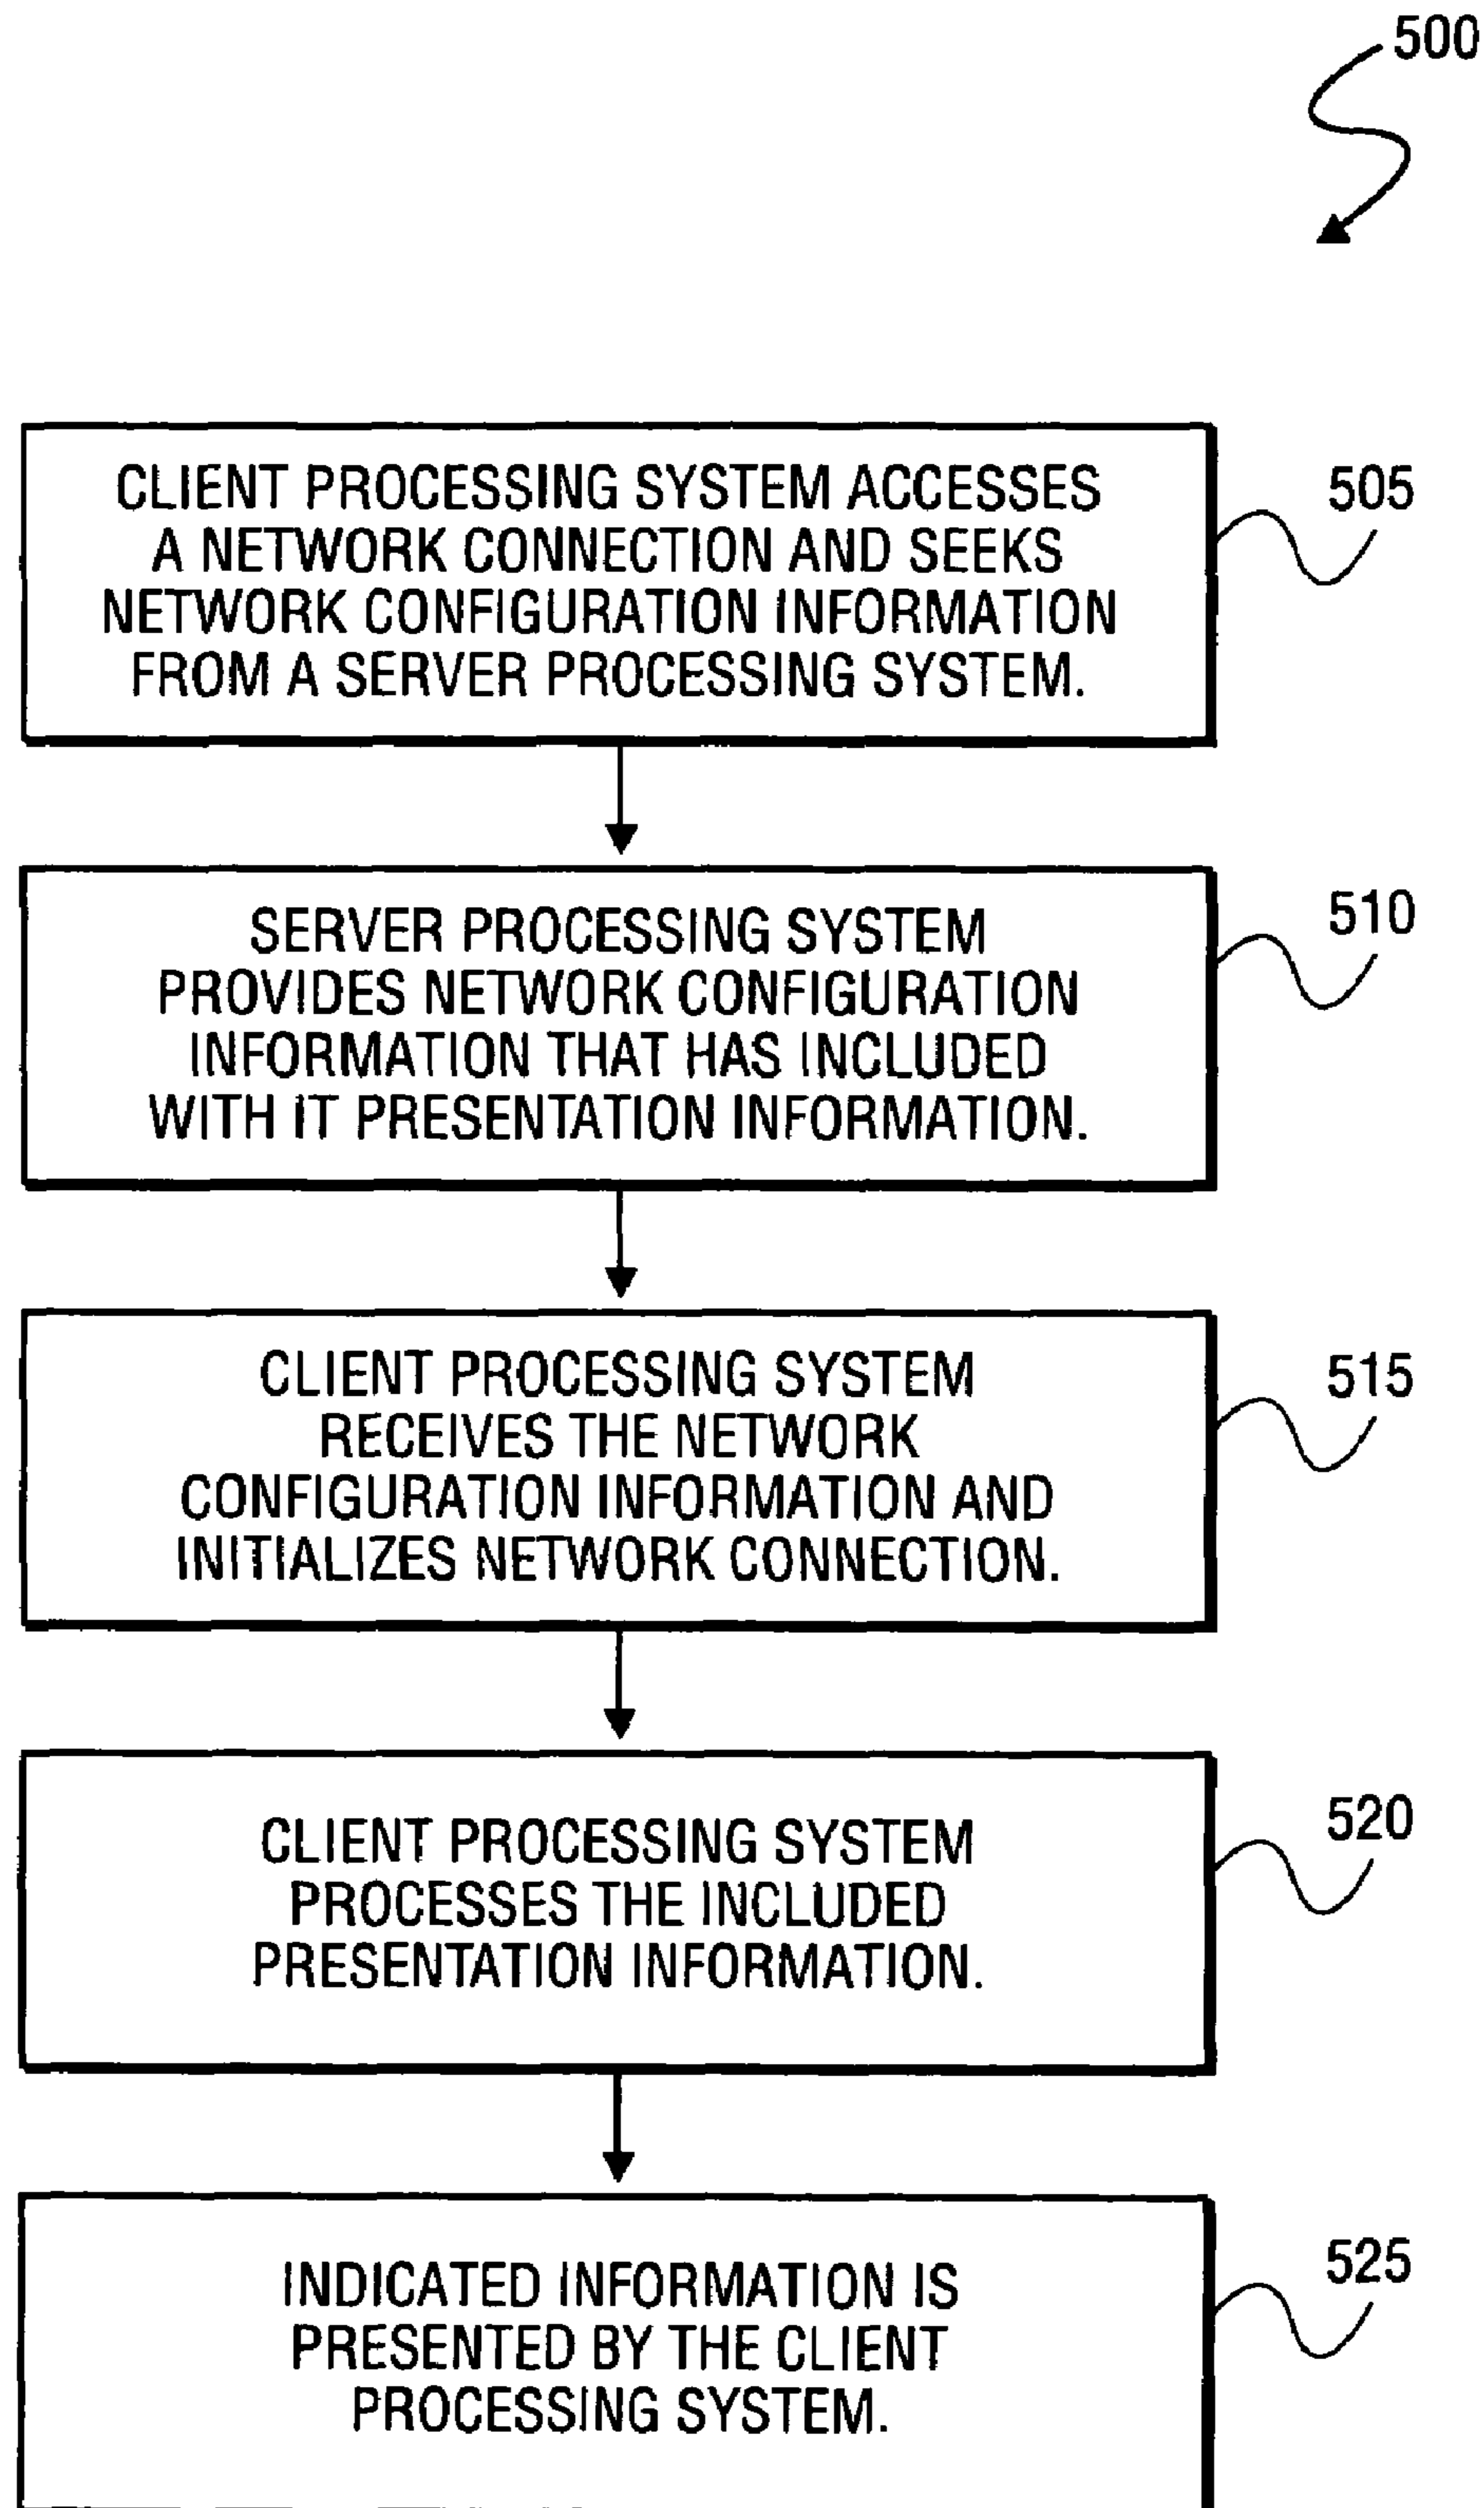 500
CLIENT PROCESSING SYSTEM ACCESSES
A NETWORK CONNECTION AND SEEKS
NETWORK CONFIGURATION INFORMATION
FROM A SERVER PROCESSING SYSTEM.
505
SERVER PROCESSING SYSTEM
PROVIDES NETWORK CONFIGURATION
INFORMATION THAT HAS INCLUDED
WITH IT PRESENTATION INFORMATION.
510
CLIENT PROCESSING SYSTEM
RECEIVES THE NETWORK
CONFIGURATION INFORMATION AND
INITIALIZES NETWORK CONNECTION.
515
CLIENT PROCESSING SYSTEM
PROCESSES THE INCLUDED
PRESENTATION INFORMATION.
520
INDICATED INFORMATION IS
PRESENTED BY THE CLIENT
PROCESSING SYSTEM.
525